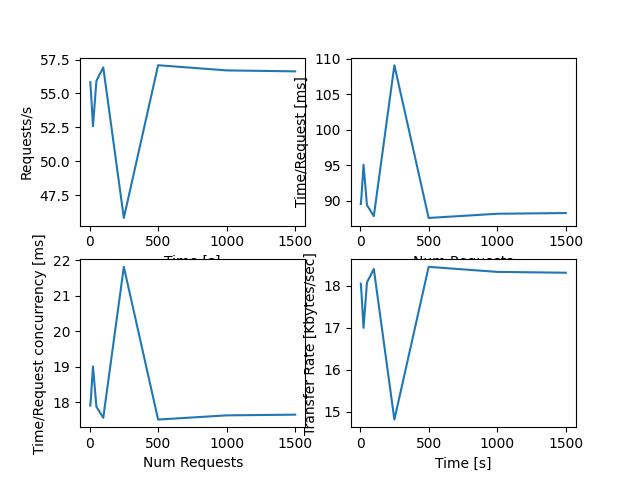 57.5
55.0
52.5
50.0
47.5
Requests/s
0 500 1000 1500
Time [s]
110
105
100
95
90
Time/Request [ms]
0 500 1000 1500
Num Requests
22
21
20
19
18
Time/Request concurrency [ms]
0 500 1000 1500
Num Requests
18
17
16
15
Transfer Rate [Kbytes/sec]
0 500 1000 1500
Time [s]